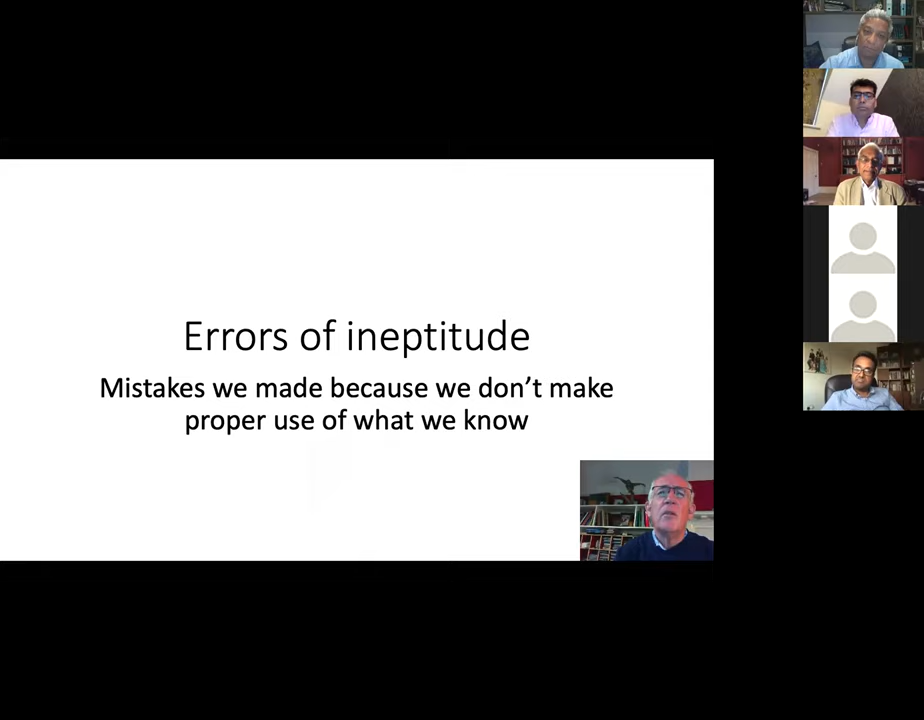 Errors of ineptitude
Mistakes we made because we don’t make
proper use of what we know